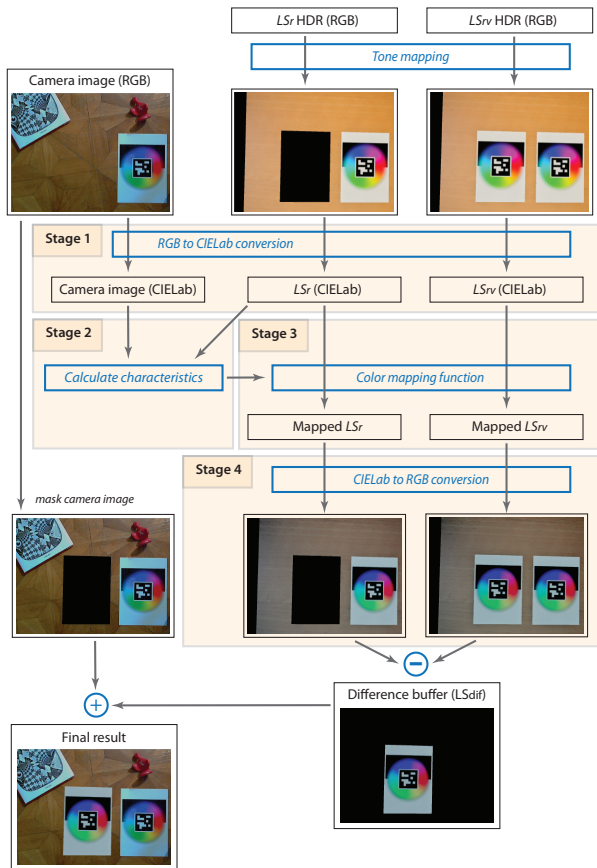 LSr HDR (RGB)
LSrv HDR (RGB)
Tone mapping
Camera image (RGB)
Stage 1
RGB to CIELab conversion
Camera image (CIELab)
LSr (CIELab)
LSrv (CIELab)
Stage 2
Stage 3
Calculate characteristics
Color mapping function
Mapped LSr
Mapped LSrv
Stage 4
CIELab to RGB conversion
mask camera image
Difference buffer (LSdif)
Final result